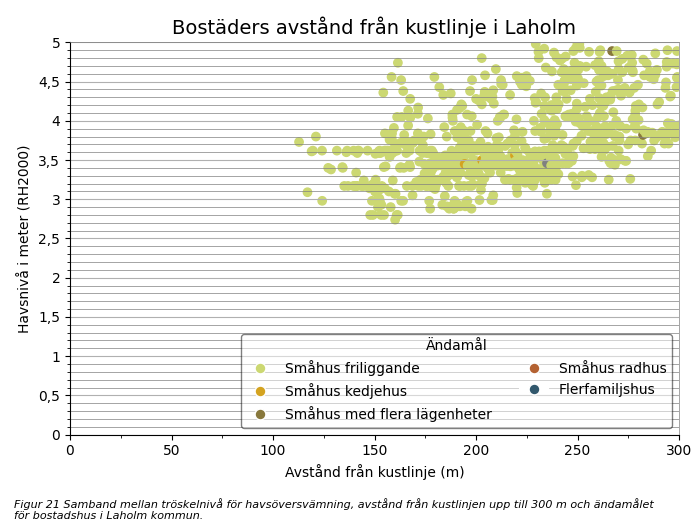 Bostäders avstånd från kustlinje i Laholm
Havsnivå i meter (RH2000)
5
4,5
4
3,5
3
2,5
2
1,5
1
0,5
0
Ändamål
Småhus friliggande
Småhus kedjehus
Småhus med flera lägenheter
Småhus radhus
Flerfamiljshus
0 50 100 150 200 250 300
Avstånd från kustlinje (m)
Figur 21 Samband mellan tröskelnivå för havsöversvämning, avstånd från kustlinjen upp till 300 m och ändamålet
för bostadshus i Laholm kommun.